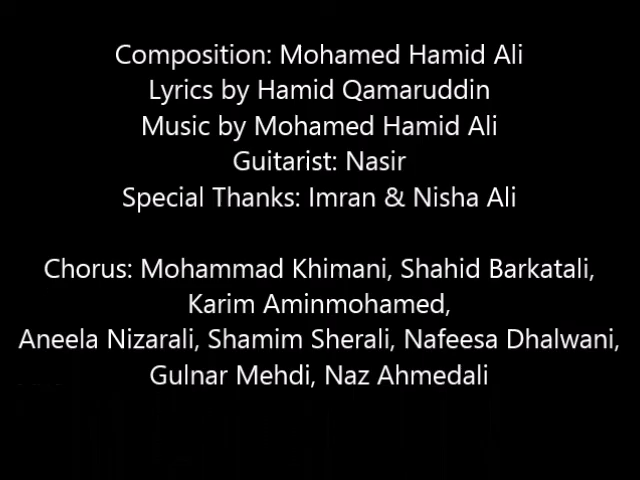 Composition: Mohamed Hamid Ali
Lyrics by Hamid Qamaruddin
Music by Mohamed Hamid Ali
Guitarist: Nasir
Special Thanks: Imran & Nisha Ali
Chorus: Mohammad Khimani, Shahid Barkatali,
Karim Aminmohamed,
Aneela Nizarali, Shamim Sherali, Nafeesa Dhalwani,
Gulnar Mehdi, Naz Ahmedali